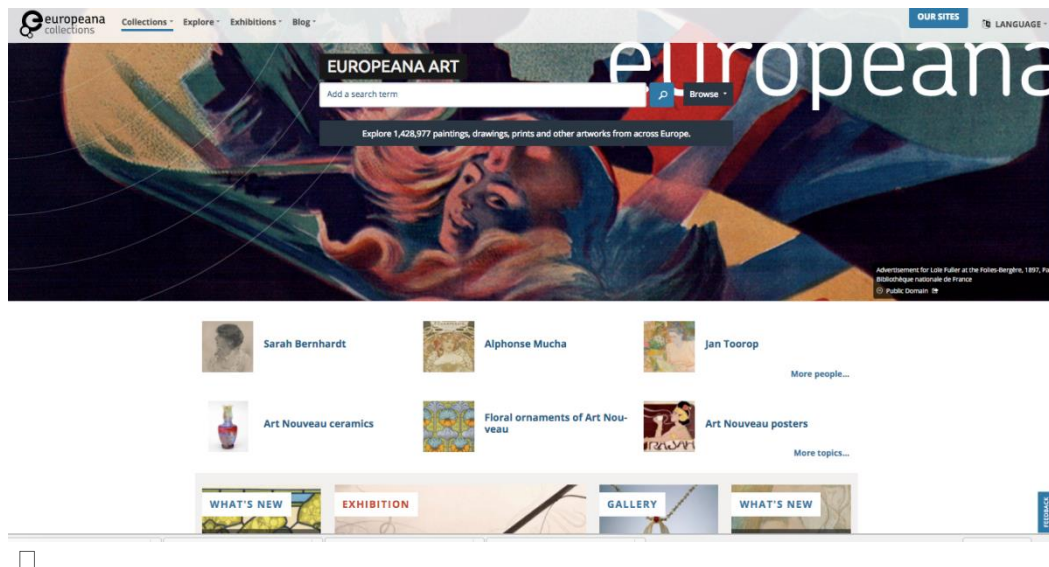 europeana
collections
Collections
Explore
Exhibitions
Blog
OUR SITES
LANGUAGE
europeana
EUROPEANA ART
Add a search term
Browse
Explore 1,428,977 paintings, drawings, prints and other artworks from across Europe.
Advertisement for Loïe Fuller at the Folies-Bergère, 1897,
Bibliothèque nationale de France
Public Domain
Sarah Bernhardt
Alphonse Mucha
Jan Toorop
More people...
Art Nouveau ceramics
Floral ornaments of Art Nou-
veau
Art Nouveau posters
More topics...
WHAT'S NEW
EXHIBITION
GALLERY
WHAT'S NEW
FEEDBACK